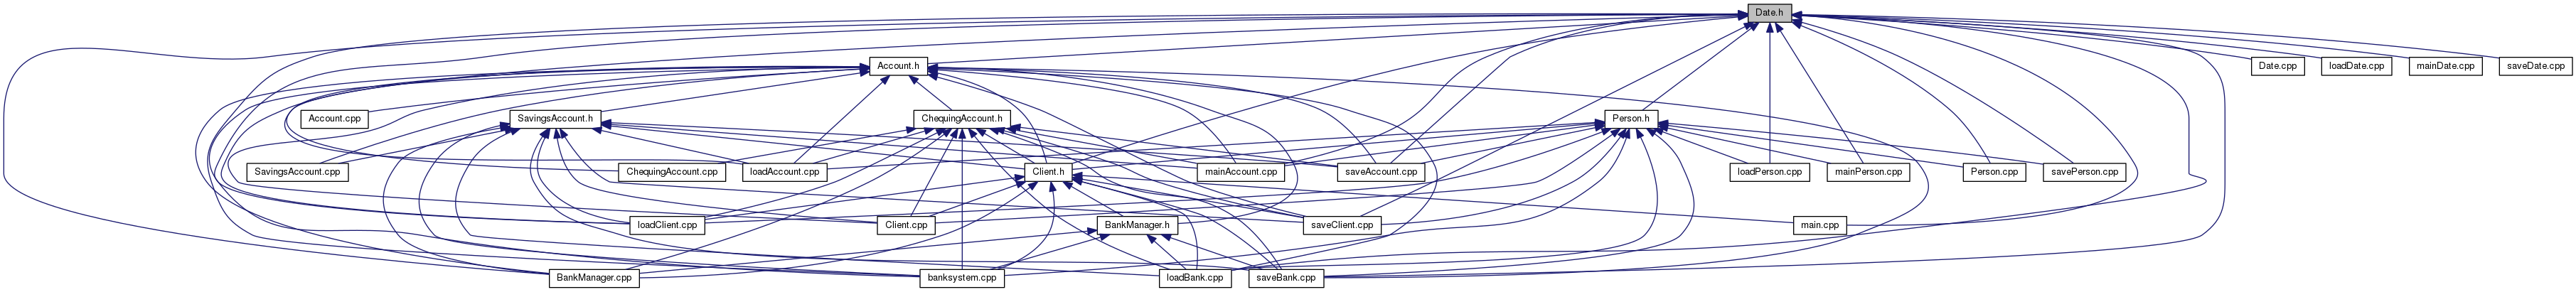 Date.h
Account.h
Date.cpp
loadDate.cpp
mainDate.cpp
saveDate.cpp
Account.cpp
SavingsAccount.h
ChequingAccount.h
Person.h
SavingsAccount.cpp
ChequingAccount.cpp
loadAccount.cpp
Client.h
mainAccount.cpp
saveAccount.cpp
loadPerson.cpp
mainPerson.cpp
Person.cpp
savePerson.cpp
loadClient.cpp
Client.cpp
BankManager.h
saveClient.cpp
main.cpp
BankManager.cpp
banksystem.cpp
loadBank.cpp
saveBank.cpp